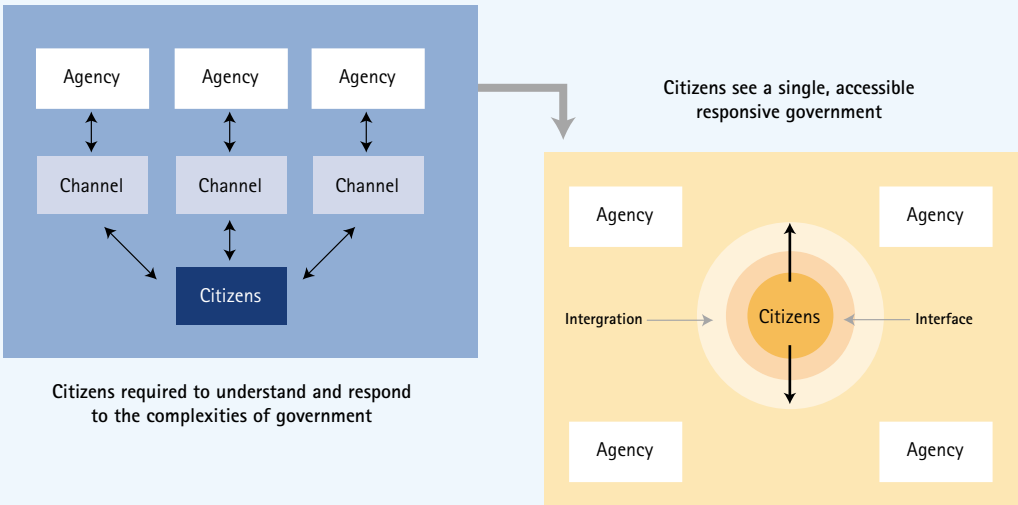 Agency Agency Agency
Channel Channel Channel
Citizens
Citizens required to understand and respond
to the complexities of government
Citizens see a single, accessible
responsive government
Agency Agency
Intergration Citizens Interface
Agency Agency